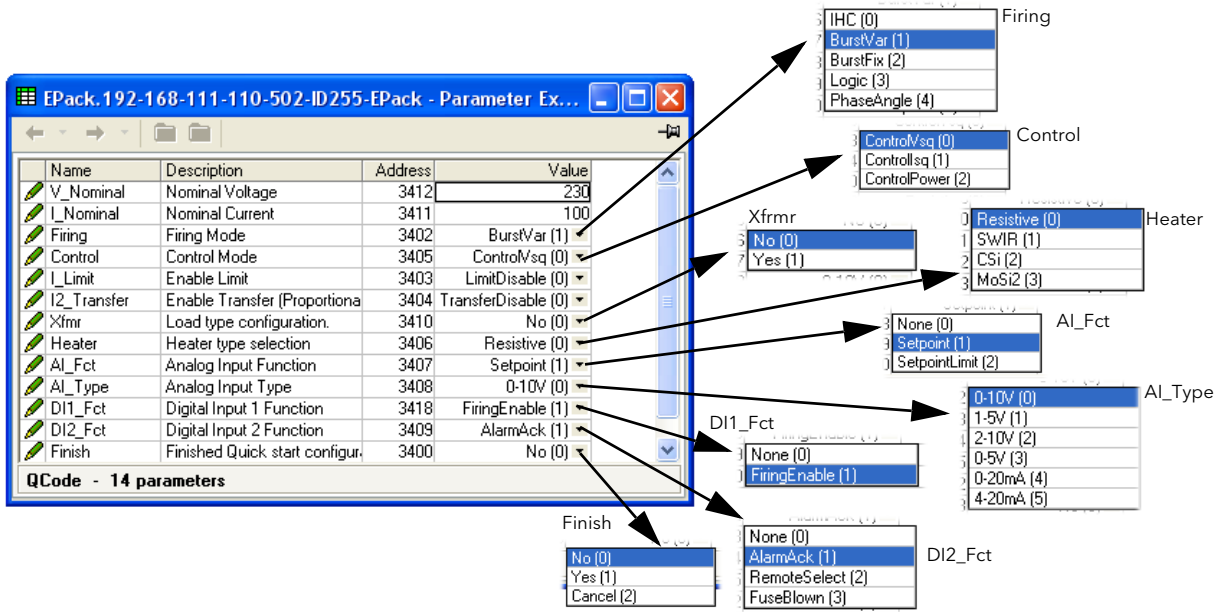 EPack.192-168-111-110-502-ID255-EPack - Parameter Ex...
Name Description Address Value
V_Nominal Nominal Voltage 3412 230
I_Nominal Nominal Current 3411 100
Firing Firing Mode 3402 BurstVar (1)
Control Control Mode 3405 ControlVsq (0)
I_Limit Enable Limit 3403 LimitDisable (0)
I2_Transfer Enable Transfer (Proportiona 3404 TransferDisable (0)
Xfmr Load type configuration. 3410 No (0)
Heater Heater type selection 3406 Resistive (0)
AI_Fct Analog Input Function 3407 Setpoint (1)
AI_Type Analog Input Type 3408 0-10V (0)
DI1_Fct Digital Input 1 Function 3418 FiringEnable (1)
DI2_Fct Digital Input 2 Function 3409 AlarmAck (1)
Finish Finished Quick start configur 3400 No (0)
QCode - 14 parameters
Firing
IHC (0)
BurstVar (1)
BurstFix (2)
Logic (3)
PhaseAngle (4)
Control
ControlVsq (0)
ControlIsq (1)
ControlPower (2)
Xfrmr
No (0)
Yes (1)
Heater
Resistive (0)
SWIR (1)
CSi (2)
MoSi2 (3)
AI_Fct
None (0)
Setpoint (1)
SetpointLimit (2)
AI_Type
0-10V (0)
1-5V (1)
2-10V (2)
0-5V (3)
0-20mA (4)
4-20mA (5)
DI1_Fct
None (0)
FiringEnable (1)
DI2_Fct
None (0)
AlarmAck (1)
RemoteSelect (2)
FuseBlown (3)
Finish
No (0)
Yes (1)
Cancel (2)